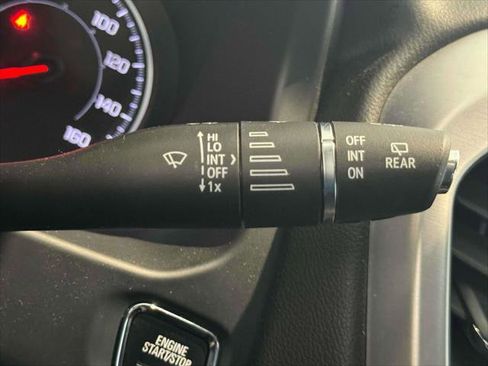 100
120
140
160
HI
LO
INT
OFF
1x
OFF
INT
ON
REAR
ENGINE
START/STOP